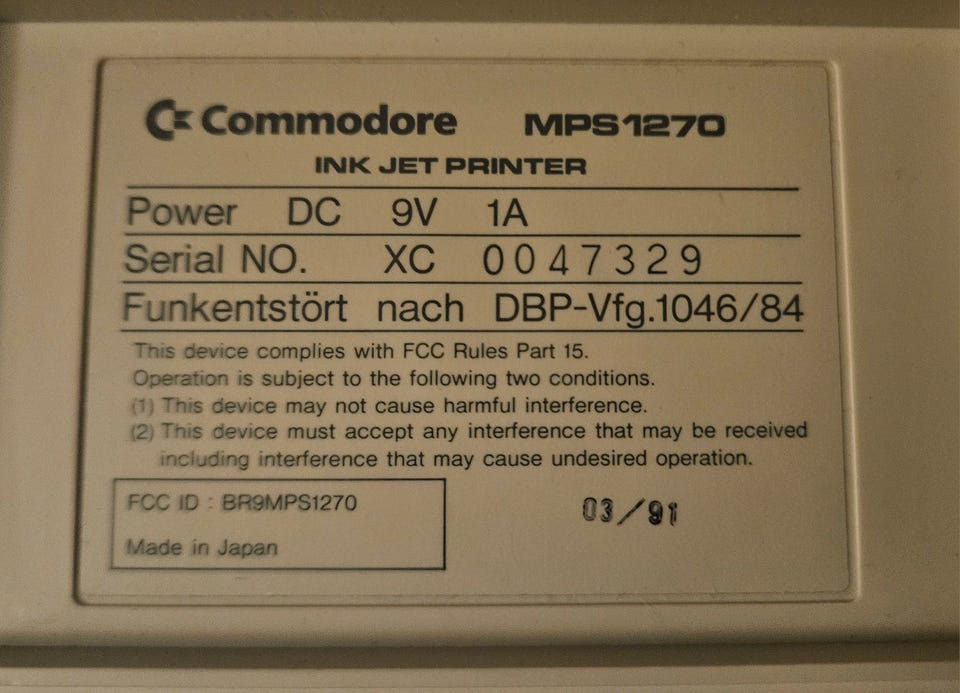 Commodore MPS1270
INK JET PRINTER
Power DC 9V 1A
Serial NO. XC 0047329
Funkentstört nach DBP-Vfg.1046/84
This device complies with FCC Rules Part 15.
Operation is subject to the following two conditions.
(1) This device may not cause harmful interference.
(2) This device must accept any interference that may be received
including interference that may cause undesired operation.
FCC ID : BR9MPS1270
03/91
Made in Japan